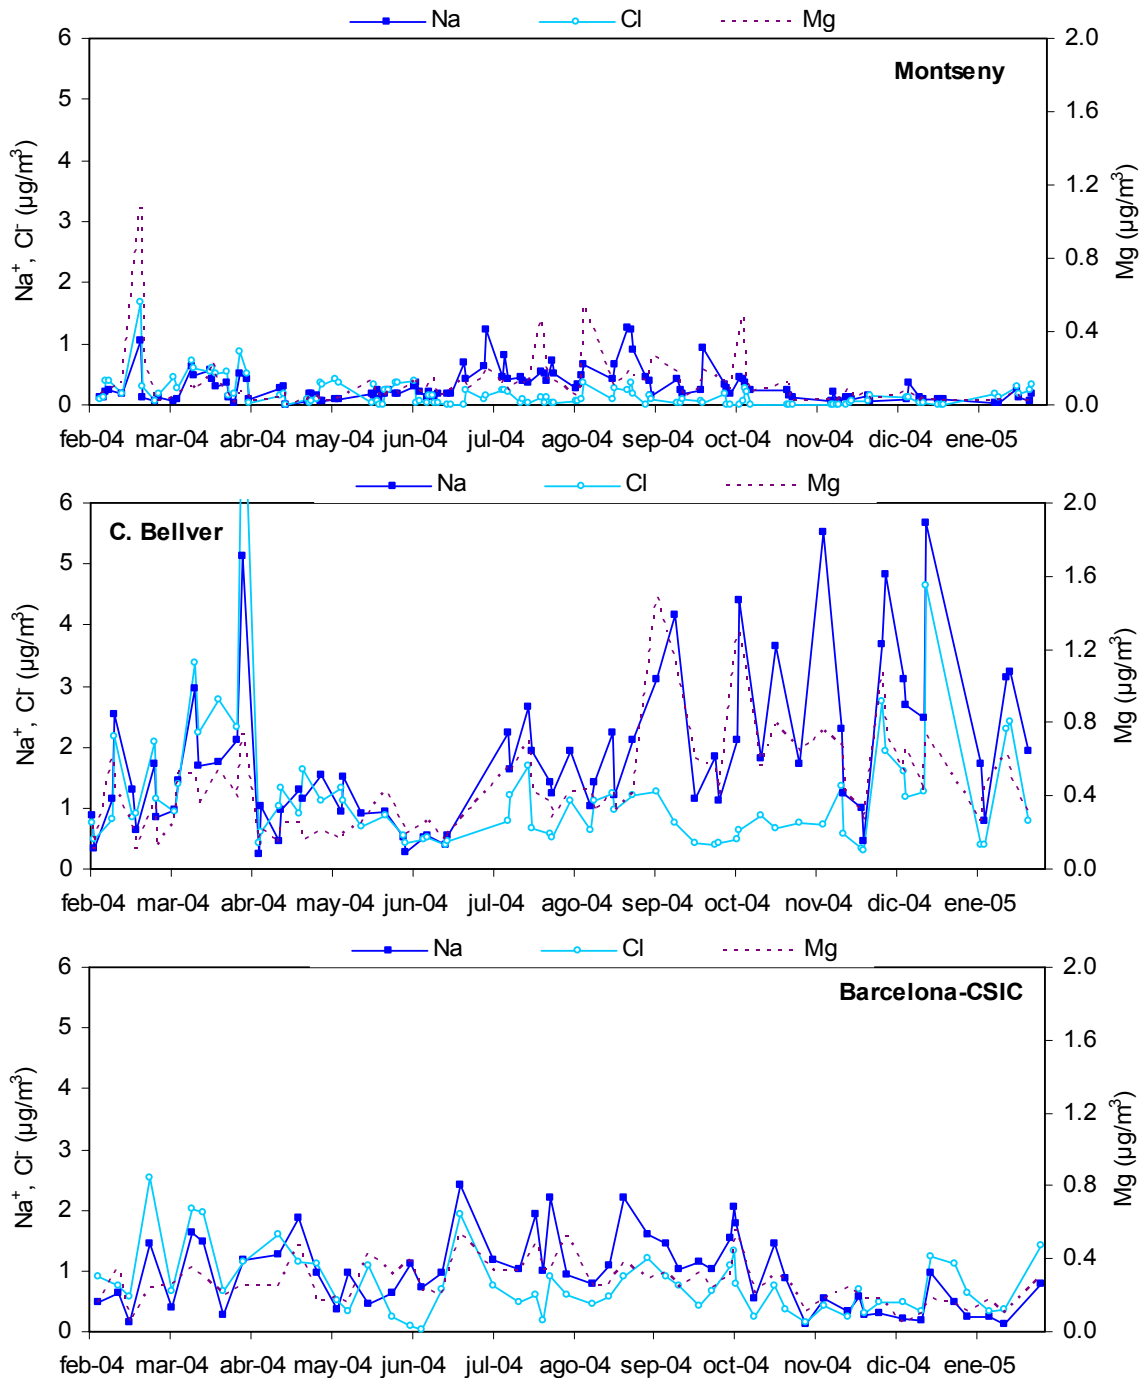 Na Cl Mg
6 2.0
Montseny
5 1.6
4
1.2
3
0.8
2
1 0.4
0 0.0
Na⁺, Cl⁻ (µg/m³)
Mg (µg/m³)
feb-04 mar-04 abr-04 may-04 jun-04 jul-04 ago-04 sep-04 oct-04 nov-04 dic-04 ene-05
Na Cl Mg
6 2.0
C. Bellver
5 1.6
4
1.2
3
0.8
2
1 0.4
0 0.0
Na⁺, Cl⁻ (µg/m³)
Mg (µg/m³)
feb-04 mar-04 abr-04 may-04 jun-04 jul-04 ago-04 sep-04 oct-04 nov-04 dic-04 ene-05
Na Cl Mg
6 2.0
Barcelona-CSIC
5 1.6
4
1.2
3
0.8
2
1 0.4
0 0.0
Na⁺, Cl⁻ (µg/m³)
Mg (µg/m³)
feb-04 mar-04 abr-04 may-04 jun-04 jul-04 ago-04 sep-04 oct-04 nov-04 dic-04 ene-05